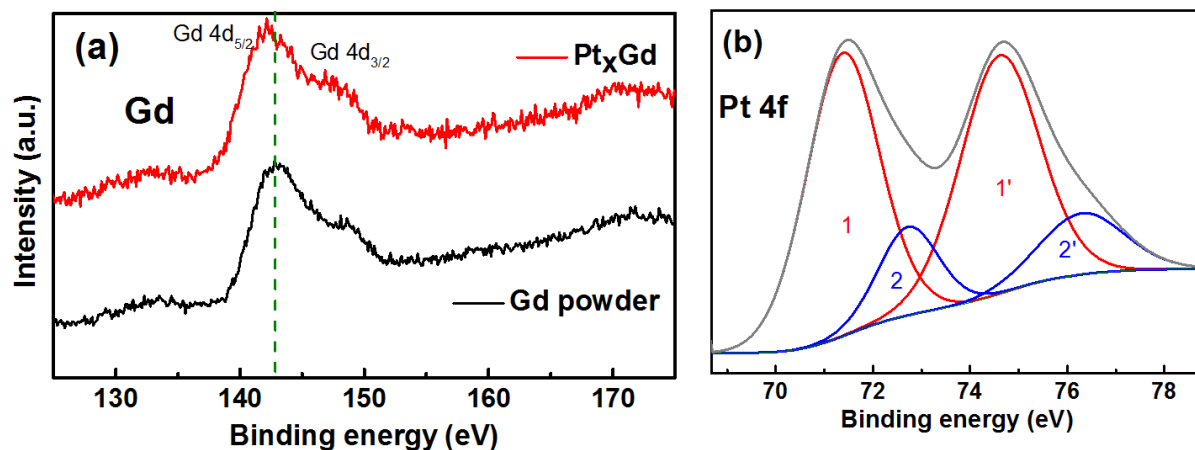 (a)
Gd 4d5/2
Gd 4d3/2
PtxGd
Gd
Gd powder
Intensity (a.u.)
130 140 150 160 170
Binding energy (eV)
(b)
Pt 4f
1
2
1'
2'
70 72 74 76 78
Binding energy (eV)